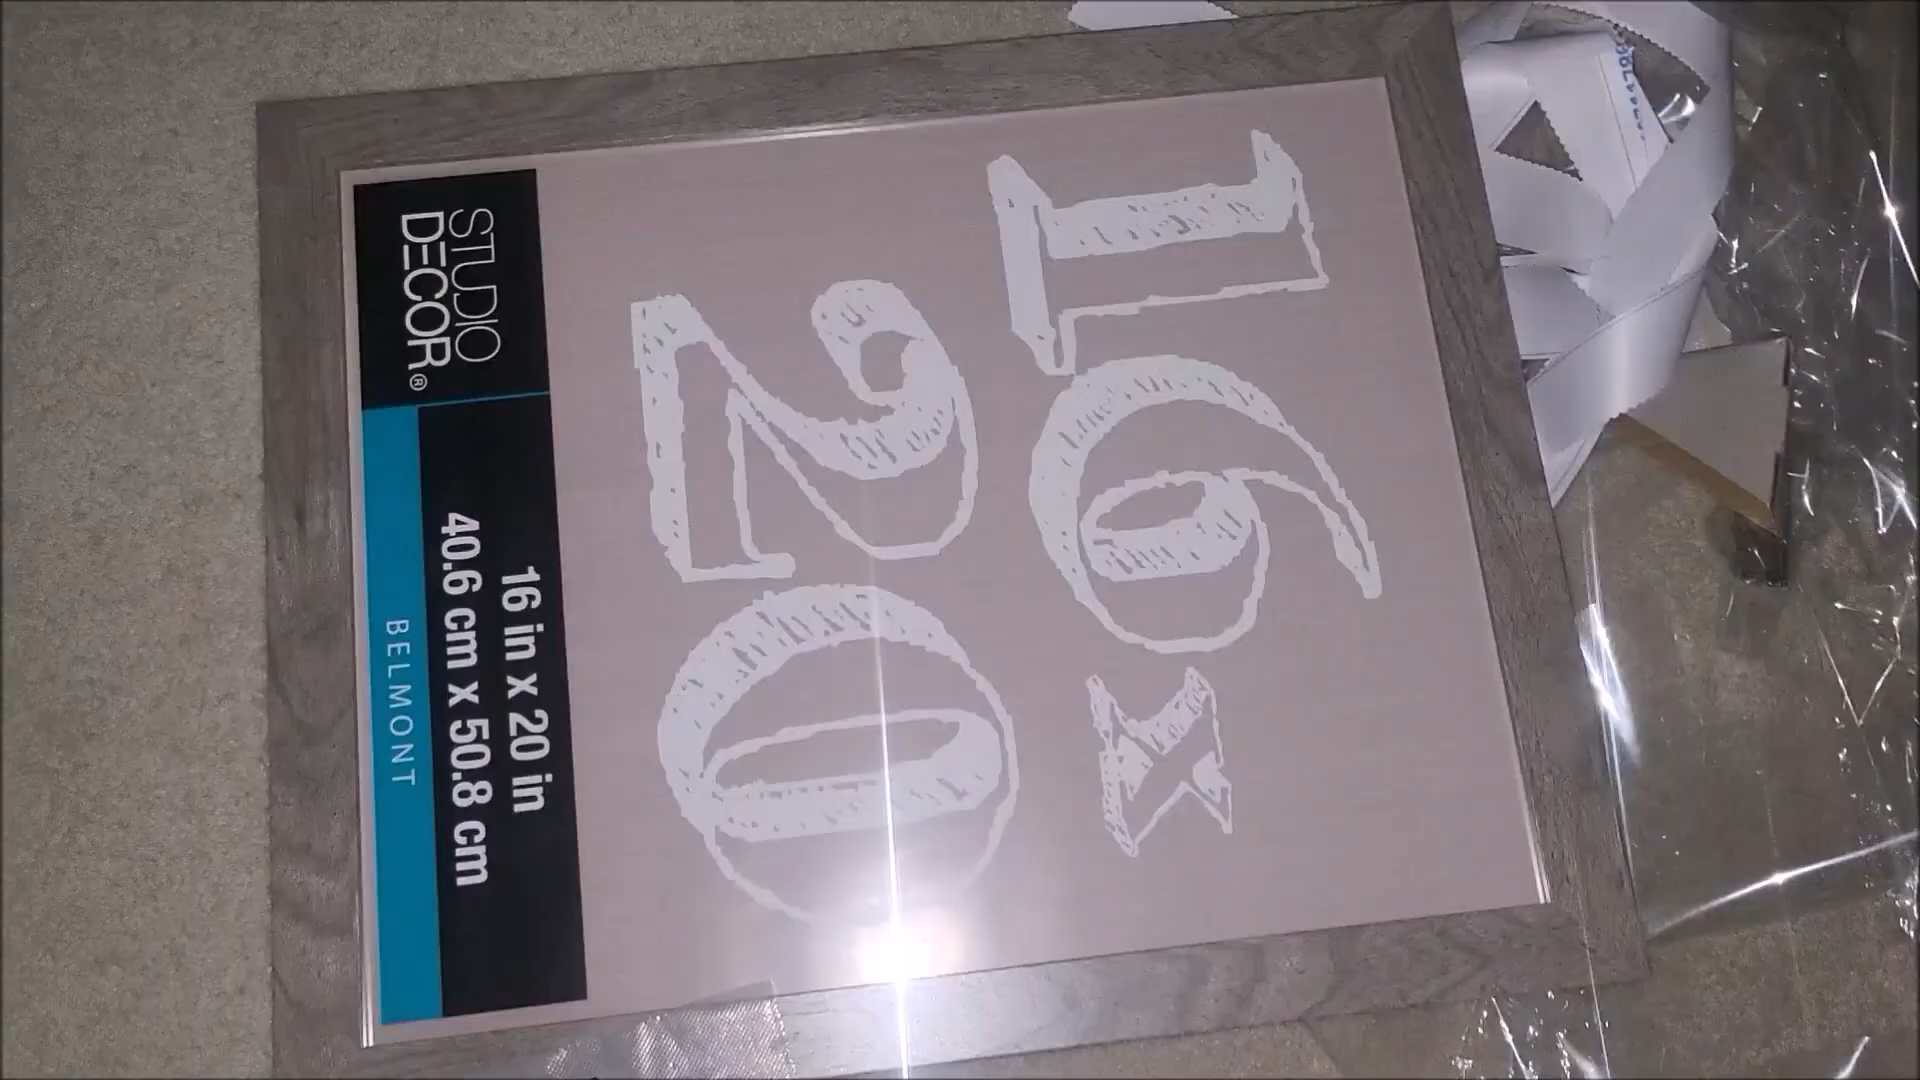 16x
20
STUDIO
DECOR®
16 in x 20 in
40.6 cm x 50.8 cm
BELMONT